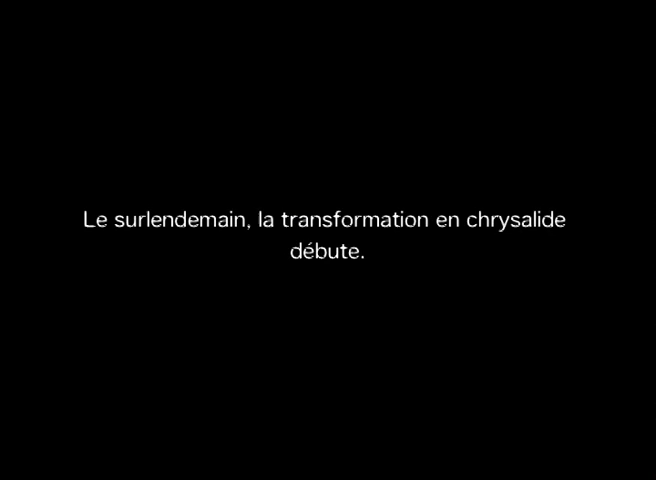 Le surlendemain, la transformation en chrysalide
débute.